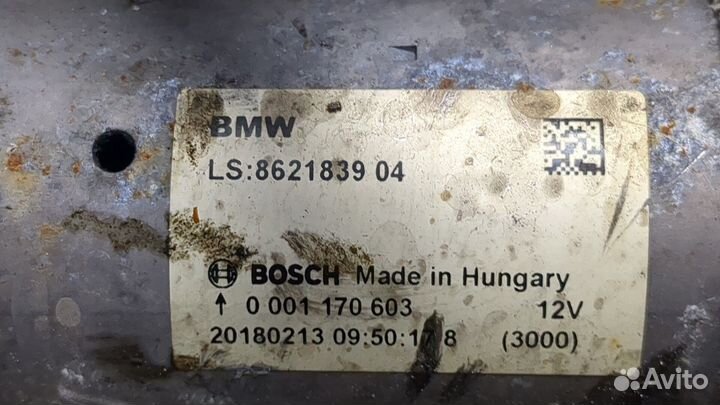 BMW
LS:8621839 04
BOSCH Made in Hungary
↑ 0 001 170 603 12V
20180213 09:50:17 8 (3000)
Avito